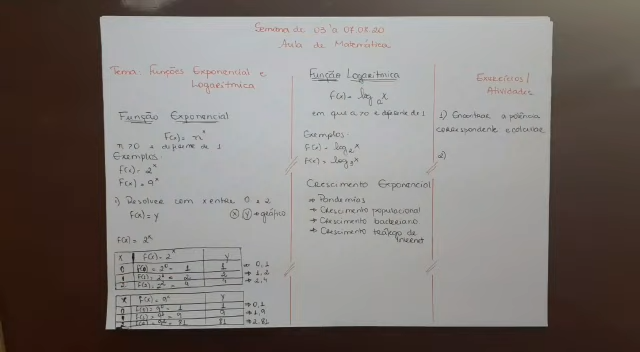 Semana de 03 à 07.08.20
Aula de Matemática
Tema: Funções Exponencial e
Logarítmica
Função Exponencial
F(x) = n^x
n > 0 e diferente de 1
Exemplos:
F(x) = 2^x
F(x) = 9^x
Resolver com x entre 0 e 2
F(x) = y
(x) (y) → gráfico
F(x) = 2^x
x F(x) = 2^x y
0 F(0) = 2^0 = 1 1 → 0,1
1 F(x) = 2^1 = 2 2 → 1,2
2 F(x) = 2^2 = 4 4 → 2,4
x F(x) = 9^x y
0 F(x) = 9^0 = 1 1 → 0,1
1 F(x) = 9^1 = 9 9 → 1,9
2 F(x) = 9^2 = 81 81 → 2,81
Função Logarítmica
F(x) = log_a x
em que a > 0 e diferente de 1
Exemplos:
F(x) = log_2 x
F(x) = log_3 x
Crescimento Exponencial
→ Pandemias
→ Crescimento populacional
→ Crescimento bacteriano
→ Crescimento tráfego de
internet
Exercícios/
Atividades
1) Encontrar a potência
correspondente e calcular
2)